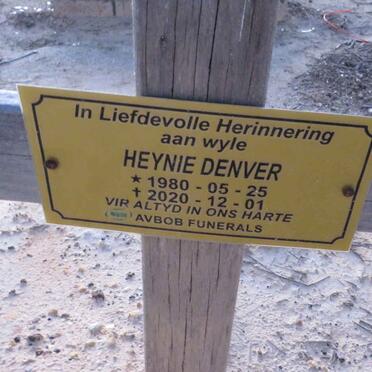 In Liefdevolle Herinnering
aan wyle
HEYNIE DENVER
★ 1980 - 05 - 25
✝ 2020 - 12 - 01
VIR ALTYD IN ONS HARTE
AVBOB FUNERALS